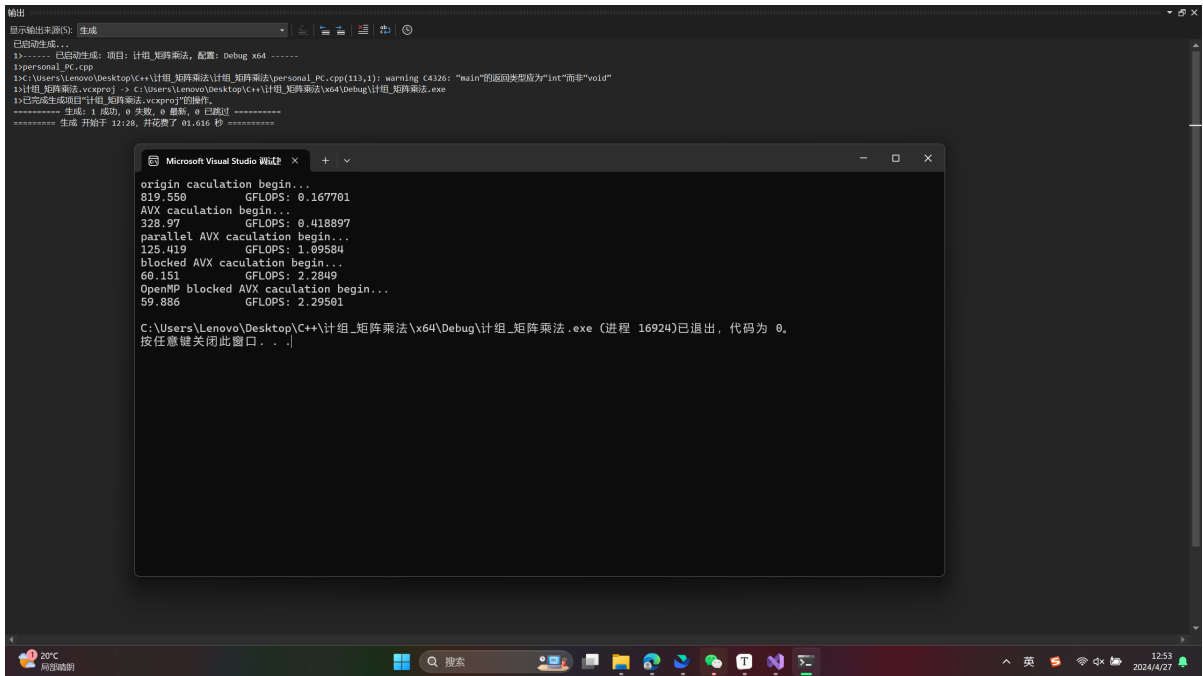 输出
显示输出来源(S): 生成
已启动生成...
1>------ 已启动生成: 项目: 计组_矩阵乘法, 配置: Debug x64 ------
1>personal_PC.cpp
1>C:\Users\Lenovo\Desktop\C++\计组_矩阵乘法\计组_矩阵乘法\personal_PC.cpp(113,1): warning C4326: “main”的返回类型应为“int”而非“void”
1>计组_矩阵乘法.vcxproj -> C:\Users\Lenovo\Desktop\C++\计组_矩阵乘法\x64\Debug\计组_矩阵乘法.exe
1>已完成生成项目“计组_矩阵乘法.vcxproj”的操作。
========== 生成: 1 成功, 0 失败, 0 最新, 0 已跳过 ==========
========= 生成 开始于 12:28, 并花费了 01.616 秒 ==========
Microsoft Visual Studio 调试
origin caculation begin...
819.550 GFLOPS: 0.167701
AVX caculation begin...
328.97 GFLOPS: 0.418897
parallel AVX caculation begin...
125.419 GFLOPS: 1.09584
blocked AVX caculation begin...
60.151 GFLOPS: 2.2849
OpenMP blocked AVX caculation begin...
59.886 GFLOPS: 2.29501
C:\Users\Lenovo\Desktop\C++\计组_矩阵乘法\x64\Debug\计组_矩阵乘法.exe (进程 16924)已退出，代码为 0。
按任意键关闭此窗口. . .
1
20°C
局部晴朗
搜索
T
英
12:53
2024/4/27